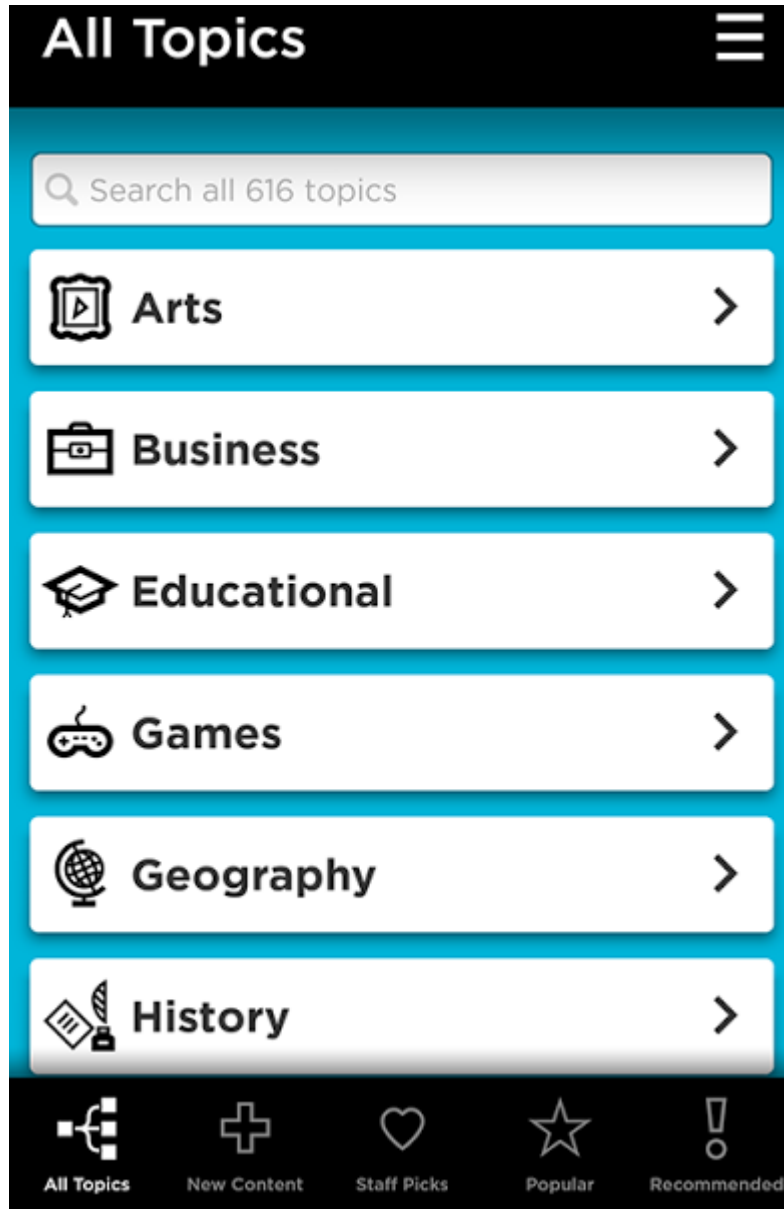 All Topics
Search all 616 topics
Arts
Business
Educational
Games
Geography
History
All Topics New Content Staff Picks Popular Recommended